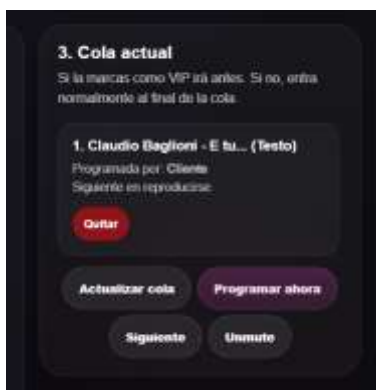 3. Cola actual
Si la marcas como VIP irá antes. Si no, entra
normalmente al final de la cola.
1. Claudio Baglioni - E tu... (Testo)
Programada por: Cliente
Siguiente en reproducirse
Quitar
Actualizar cola
Programar ahora
Siguiente
Unmute